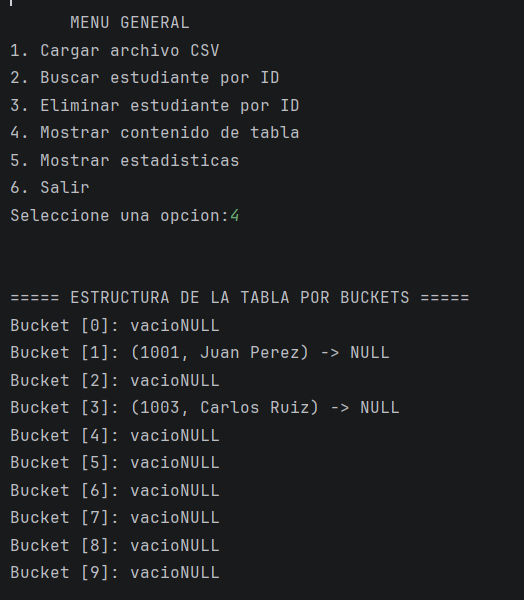 MENU GENERAL
1. Cargar archivo CSV
2. Buscar estudiante por ID
3. Eliminar estudiante por ID
4. Mostrar contenido de tabla
5. Mostrar estadisticas
6. Salir
Seleccione una opcion:4
===== ESTRUCTURA DE LA TABLA POR BUCKETS =====
Bucket [0]: vacioNULL
Bucket [1]: (1001, Juan Perez) -> NULL
Bucket [2]: vacioNULL
Bucket [3]: (1003, Carlos Ruiz) -> NULL
Bucket [4]: vacioNULL
Bucket [5]: vacioNULL
Bucket [6]: vacioNULL
Bucket [7]: vacioNULL
Bucket [8]: vacioNULL
Bucket [9]: vacioNULL